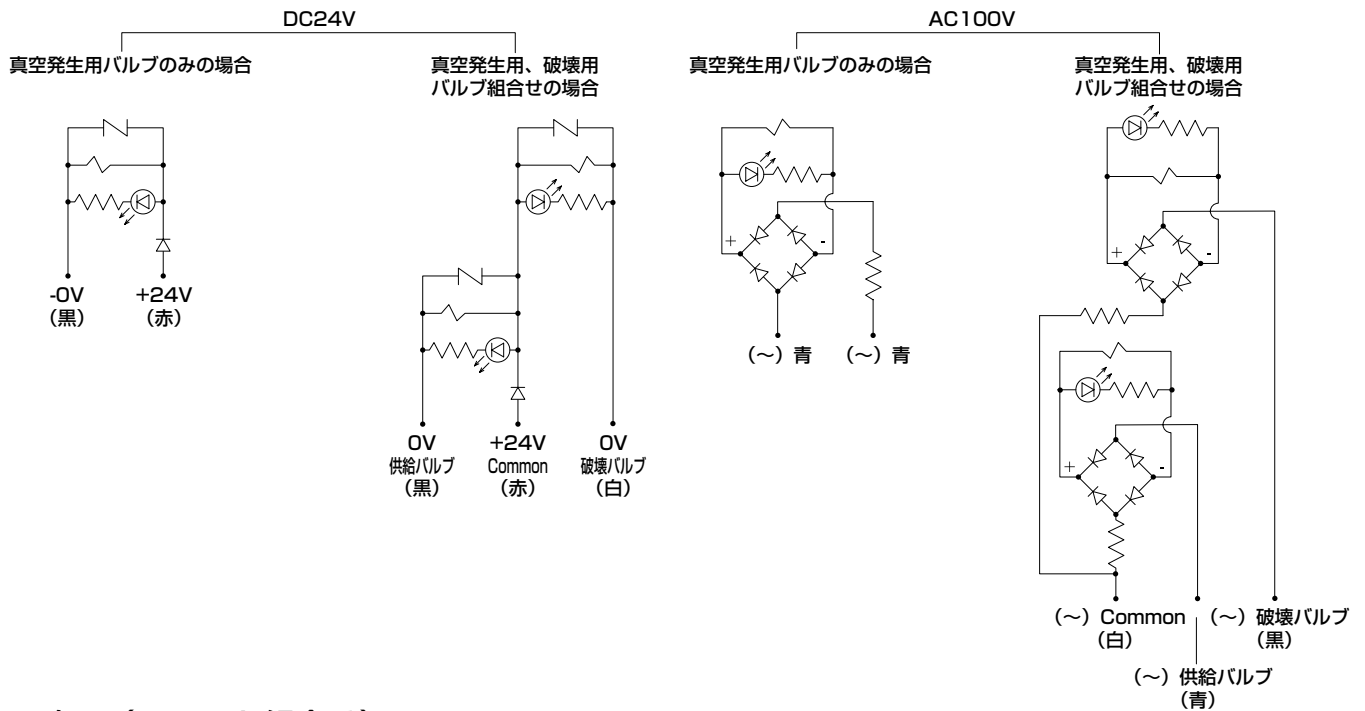 DC24V
真空発生用バルブのみの場合
真空発生用、破壊用
バルブ組合せの場合
-0V
(黒)
+24V
(赤)
0V
供給バルブ
(黒)
+24V
Common
(赤)
0V
破壊バルブ
(白)
AC100V
真空発生用バルブのみの場合
真空発生用、破壊用
バルブ組合せの場合
+
-
(~) 青
(~) 青
+
-
+
-
(~) Common
(白)
(~) 破壊バルブ
(黒)
(~) 供給バルブ
(青)